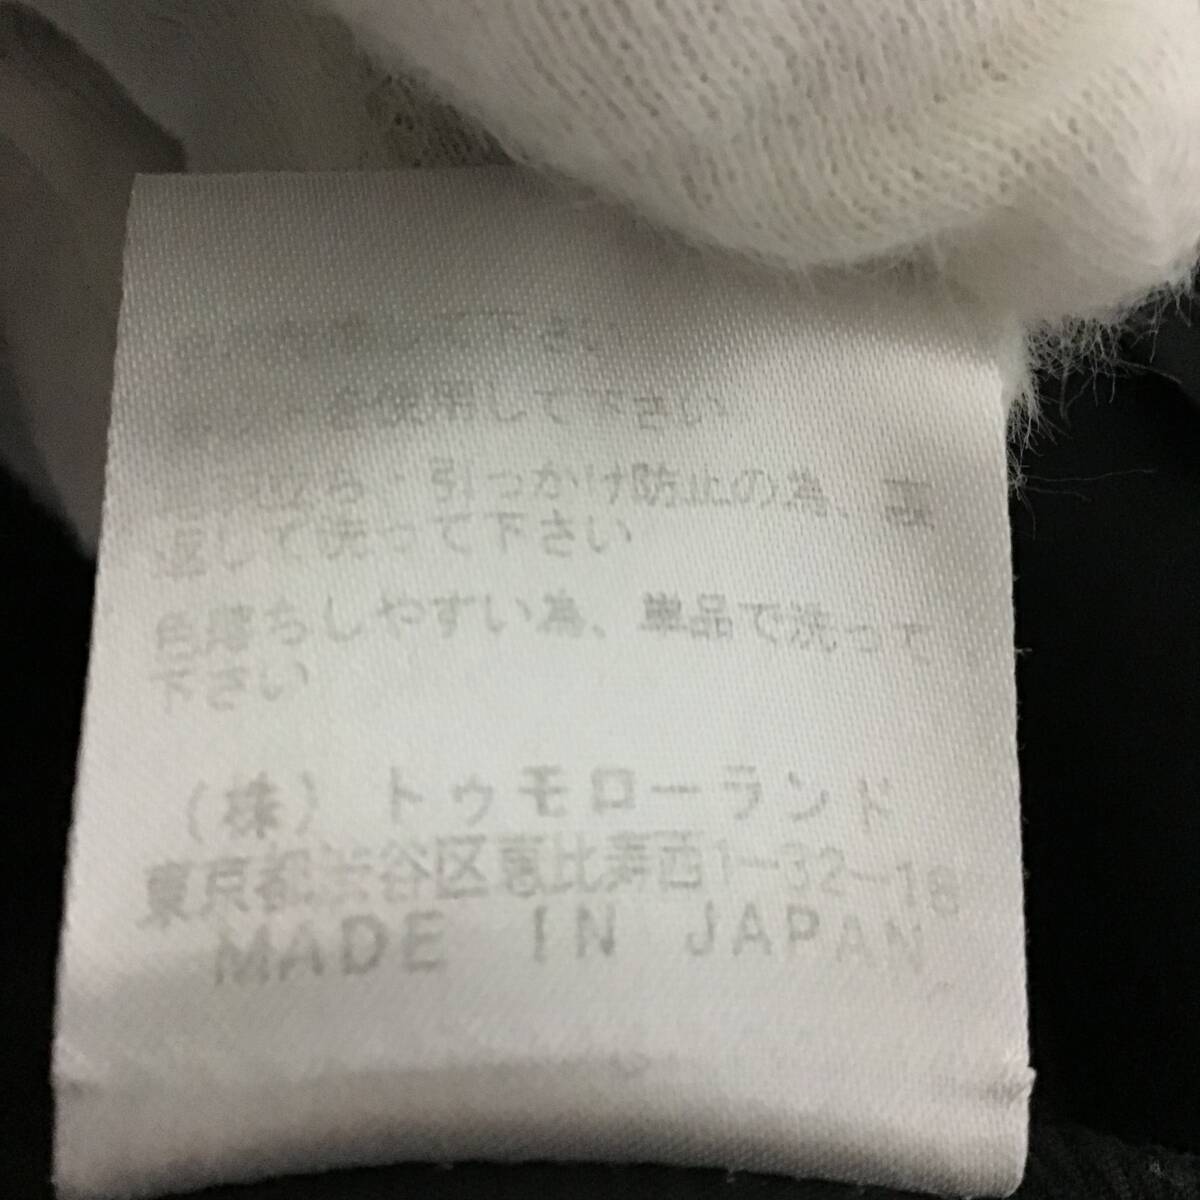 下さい
使用して下さい
引っかけ防止の為、裏
返して洗って下さい
色落ちしやすい為、単品で洗って
下さい
(株)トゥモローランド
東京都渋谷区恵比寿西1-32-18
MADE IN JAPAN